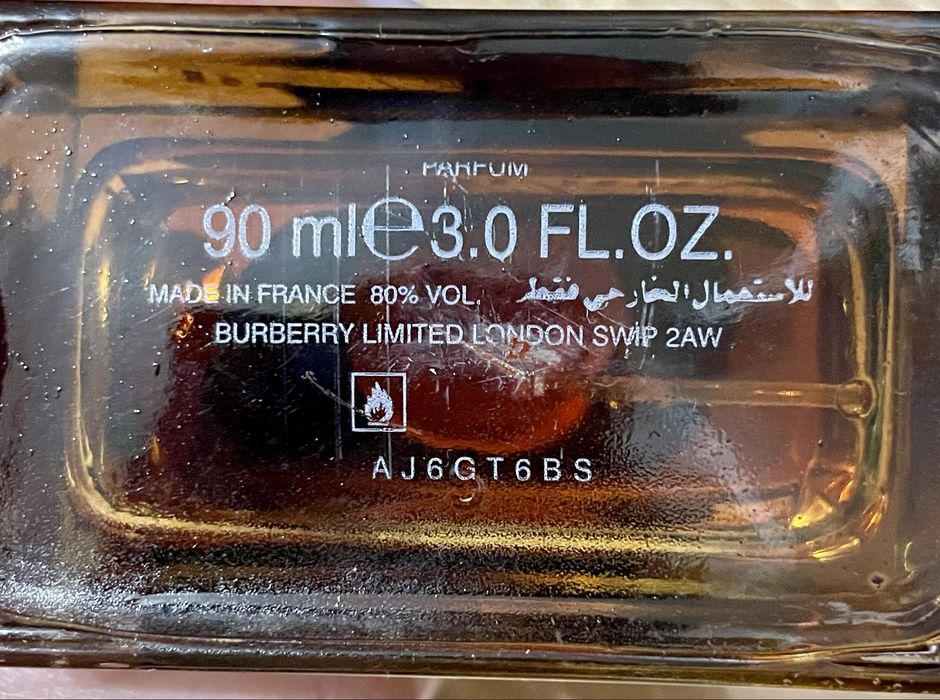 PARFUM
90 ml e 3.0 FL.OZ.
MADE IN FRANCE 80% VOL. للاستعمال الخارجي فقط
BURBERRY LIMITED LONDON SW1P 2AW
AJ6GT6BS